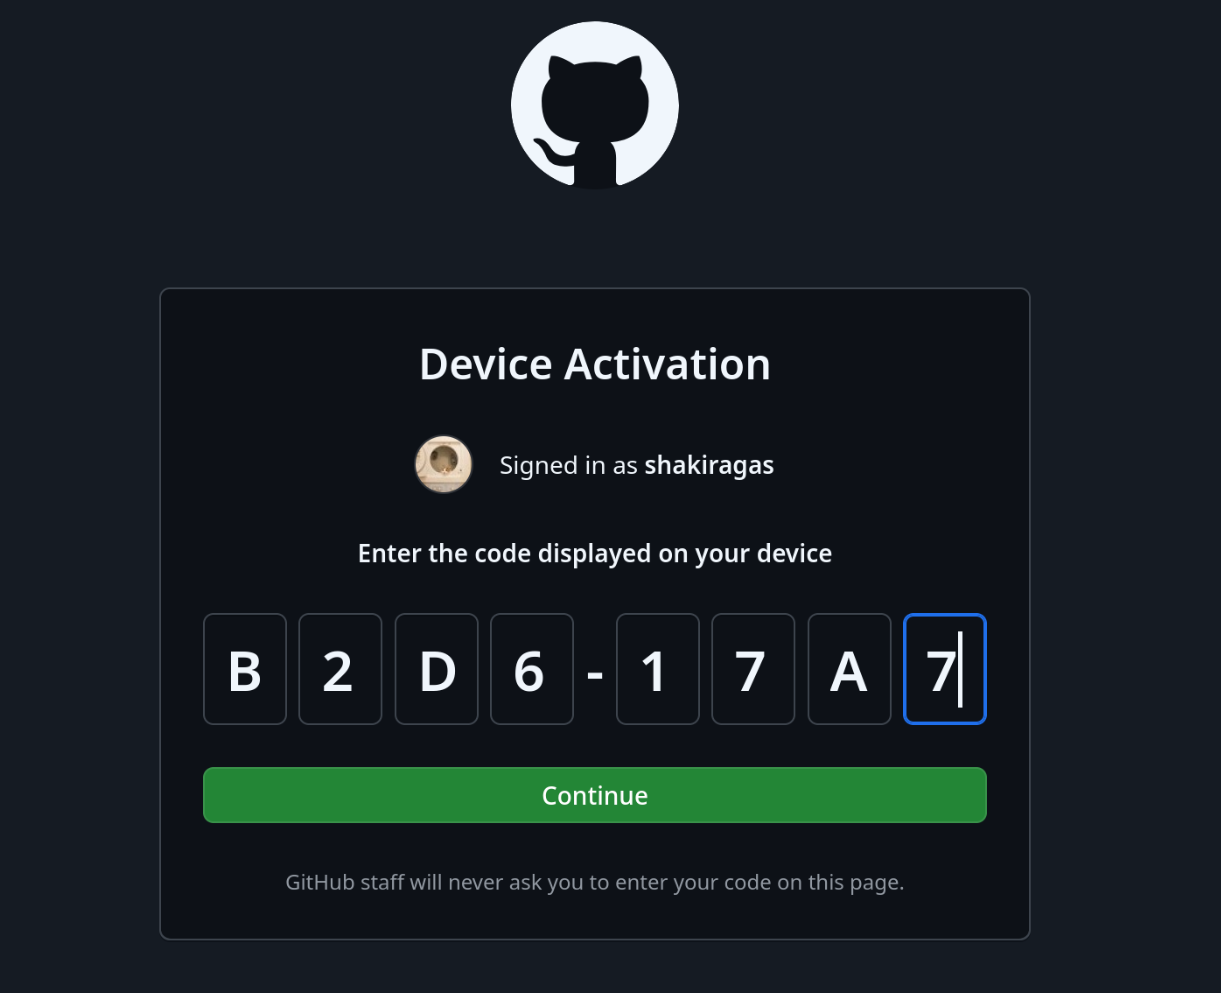 Device Activation
Signed in as shakiragas
Enter the code displayed on your device
B 2 D 6 - 1 7 A 7
Continue
GitHub staff will never ask you to enter your code on this page.